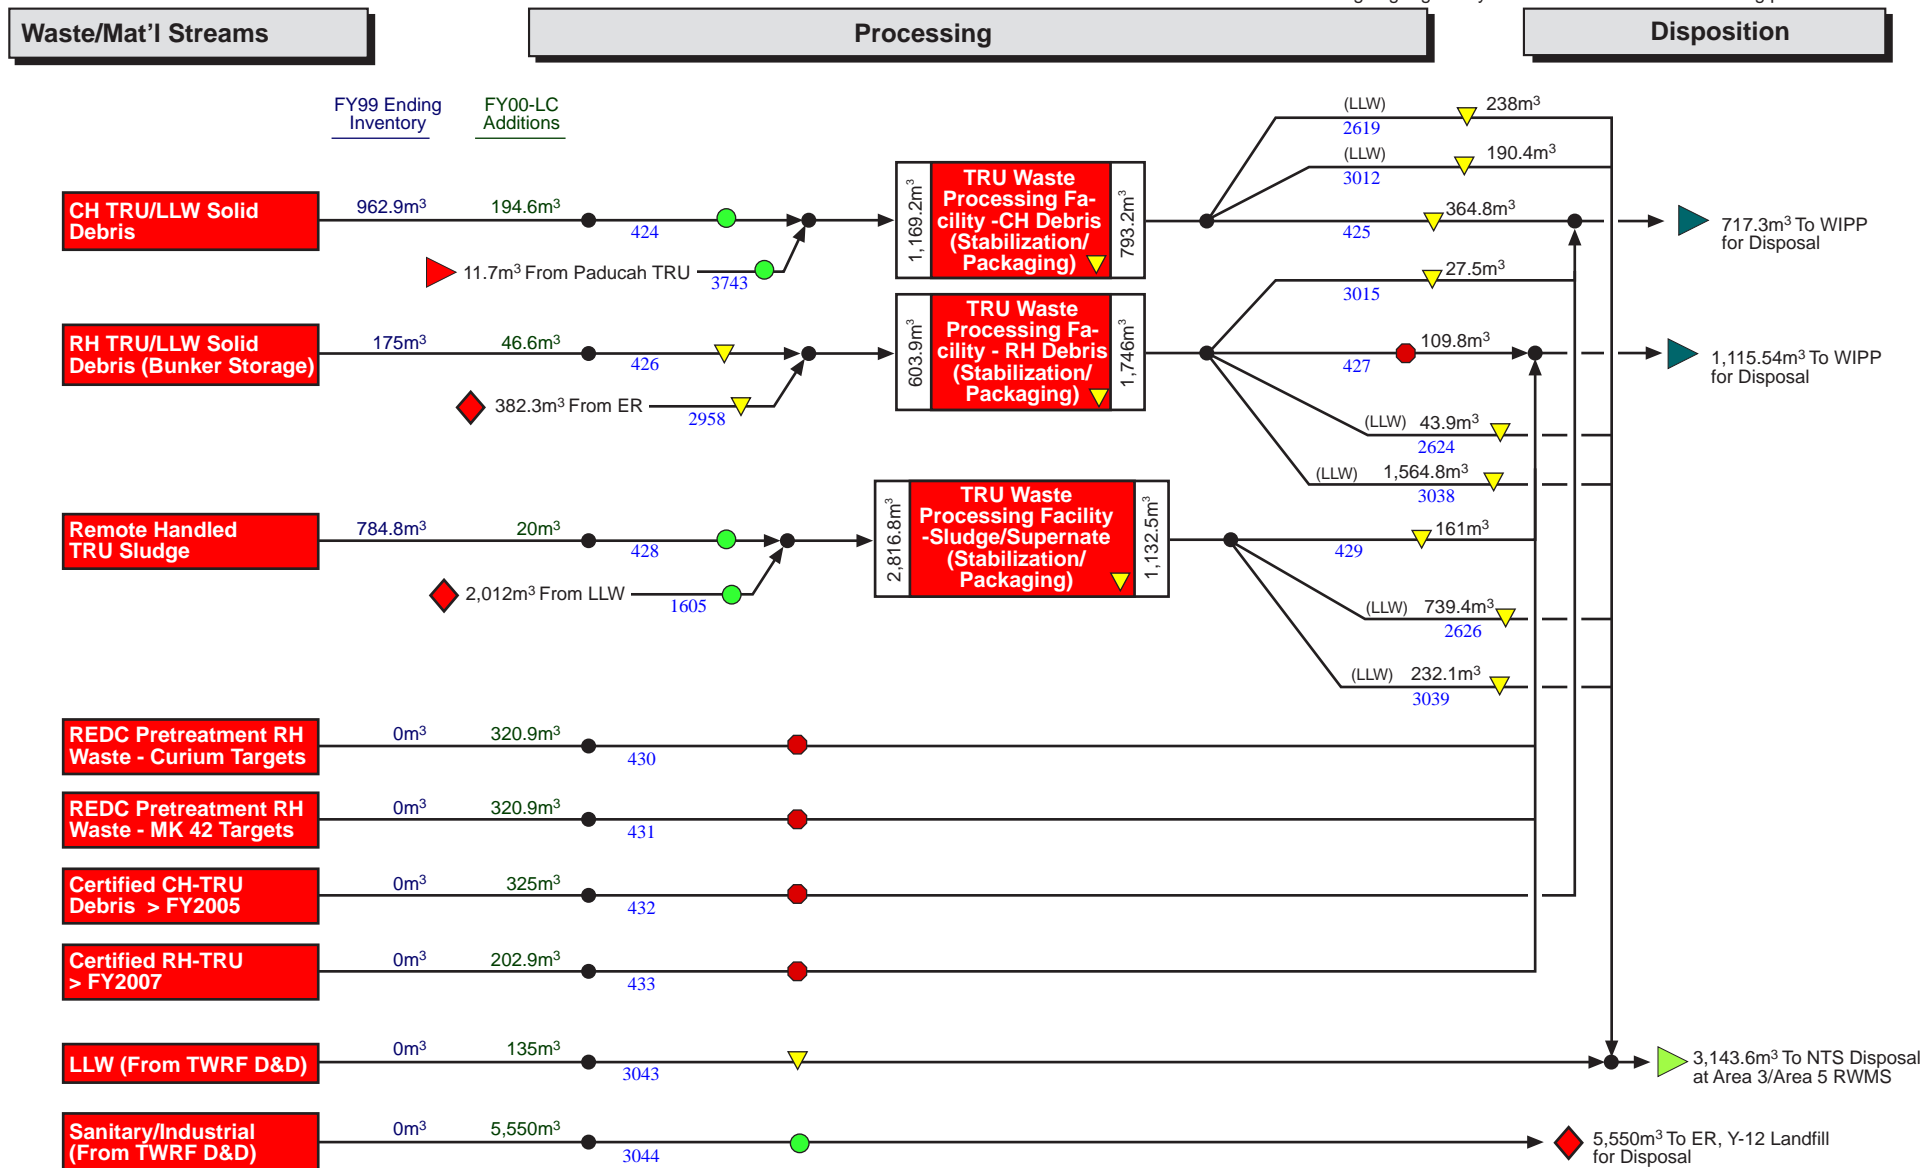 Waste/Mat'l Streams
Processing
Disposition
FY99 Ending
Inventory
FY00-LC
Additions
CH TRU/LLW Solid
Debris
962.9m³
194.6m³
424
11.7m³ From Paducah TRU
3743
1,169.2m³
TRU Waste
Processing Fa-
cility -CH Debris
(Stabilization/
Packaging)
793.2m³
(LLW)
238m³
2619
(LLW)
190.4m³
3012
364.8m³
425
717.3m³ To WIPP
for Disposal
RH TRU/LLW Solid
Debris (Bunker Storage)
175m³
46.6m³
426
382.3m³ From ER
2958
603.9m³
TRU Waste
Processing Fa-
cility - RH Debris
(Stabilization/
Packaging)
1,746m³
27.5m³
3015
109.8m³
427
1,115.54m³ To WIPP
for Disposal
(LLW) 43.9m³
2624
(LLW) 1,564.8m³
3038
Remote Handled
TRU Sludge
784.8m³
20m³
428
2,012m³ From LLW
1605
2,816.8m³
TRU Waste
Processing Facility
-Sludge/Supernate
(Stabilization/
Packaging)
1,132.5m³
161m³
429
(LLW) 739.4m³
2626
(LLW) 232.1m³
3039
REDC Pretreatment RH
Waste - Curium Targets
0m³
320.9m³
430
REDC Pretreatment RH
Waste - MK 42 Targets
0m³
320.9m³
431
Certified CH-TRU
Debris > FY2005
0m³
325m³
432
Certified RH-TRU
> FY2007
0m³
202.9m³
433
LLW (From TWRF D&D)
0m³
135m³
3043
3,143.6m³ To NTS Disposal
at Area 3/Area 5 RWMS
Sanitary/Industrial
(From TWRF D&D)
0m³
5,550m³
3044
5,550m³ To ER, Y-12 Landfill
for Disposal